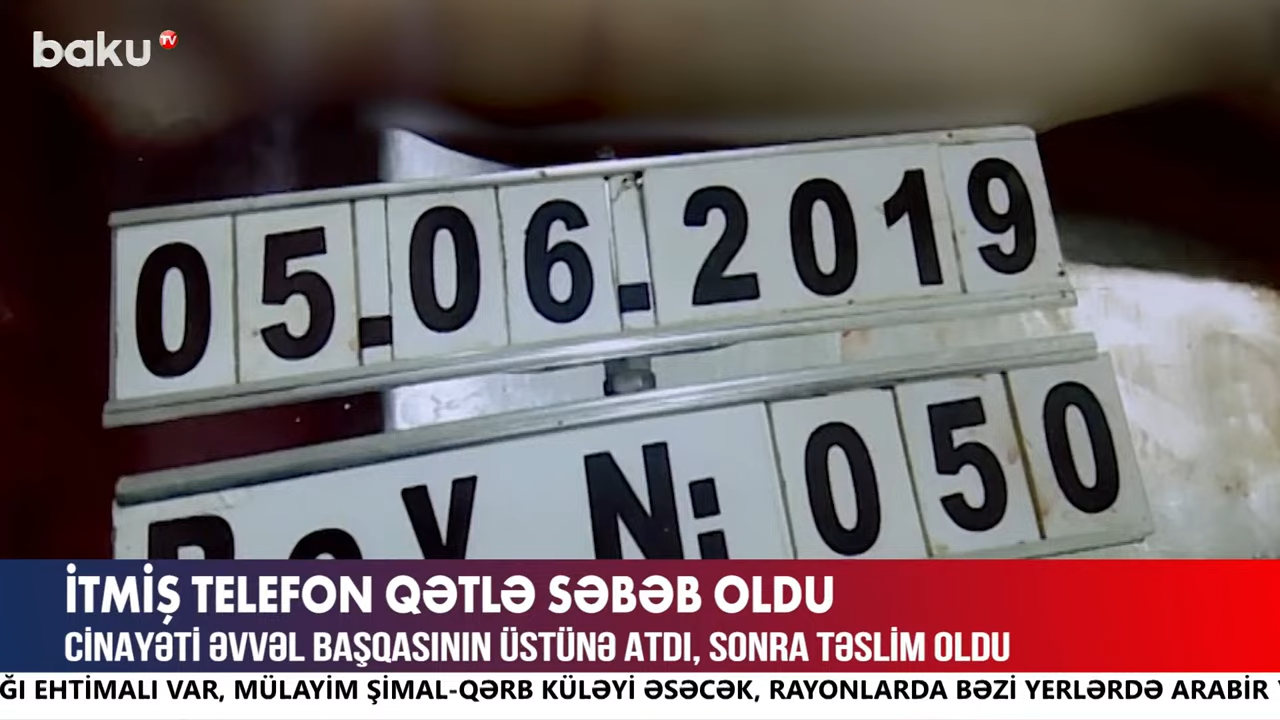 baku TV
05.06.2019
050
İTMİŞ TELEFON QƏTLƏ SƏBƏB OLDU
CİNAYƏTİ ƏVVƏL BAŞQASININ ÜSTÜNƏ ATDI, SONRA TƏSLİM OLDU
EHTİMALI VAR, MÜLAYİM ŞİMAL-QƏRB KÜLƏYİ ƏSƏCƏK, RAYONLARDA BƏZİ YERLƏRDƏ ARABİR